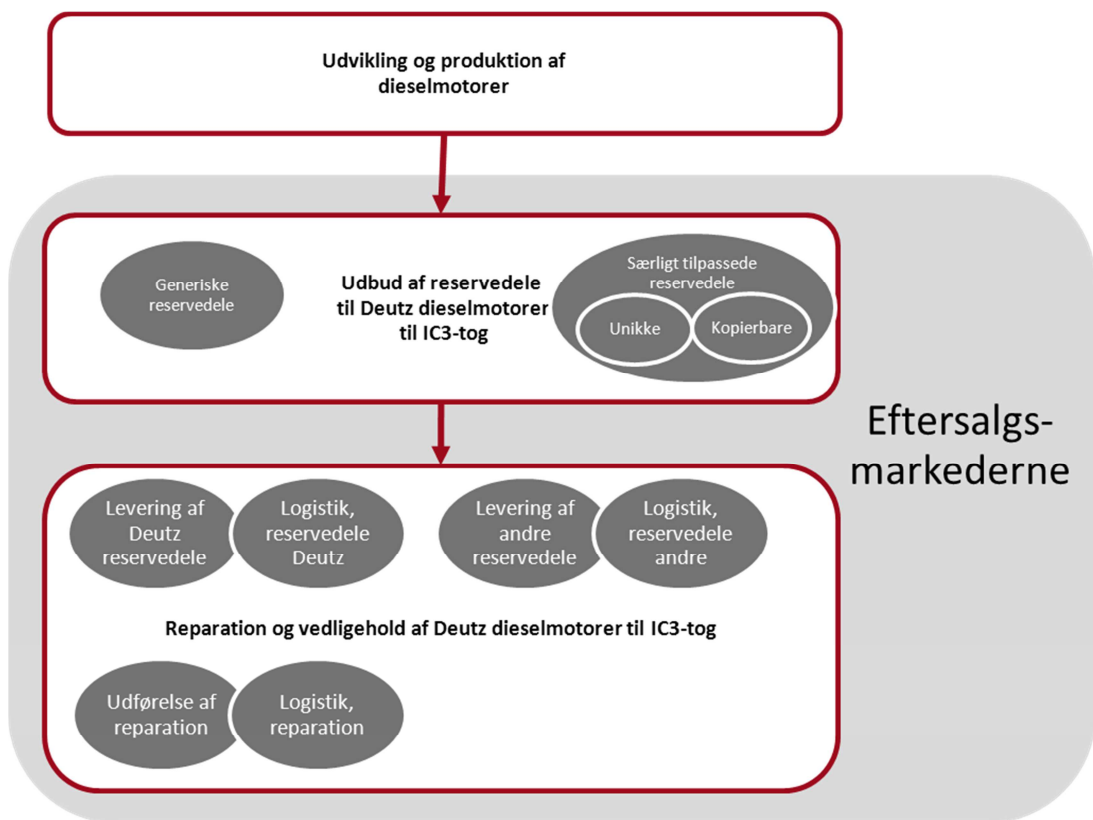 Udvikling og produktion af
dieselmotorer
Generiske
reservedele
Udbud af reservedele
til Deutz dieselmotorer
til IC3-tog
Særligt tilpassede
reservedele
Unikke
Kopierbare
Eftersalgs-
markederne
Levering af
Deutz
reservedele
Logistik,
reservedele
Deutz
Levering af
andre
reservedele
Logistik,
reservedele
andre
Reparation og vedligehold af Deutz dieselmotorer til IC3-tog
Udførelse af
reparation
Logistik,
reparation